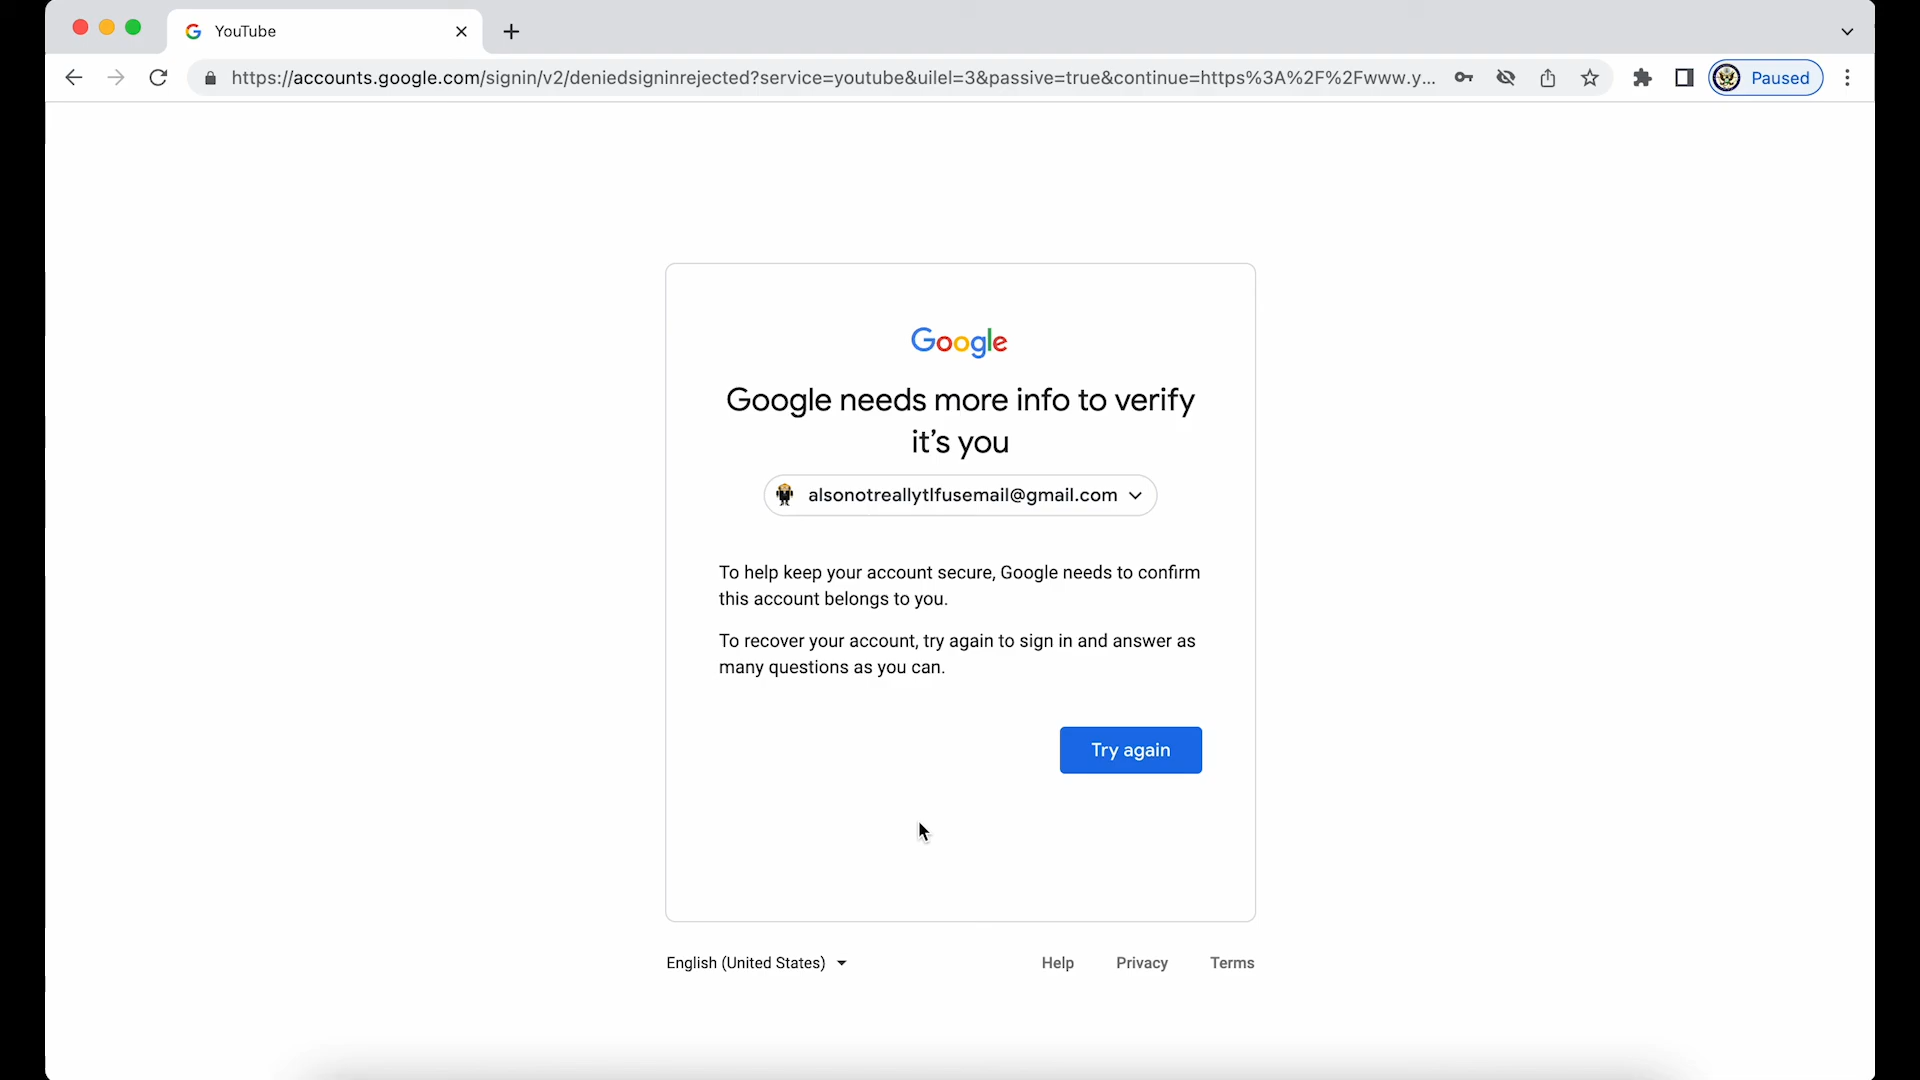 YouTube
https://accounts.google.com/signin/v2/deniedsigninrejected?service=youtube&uilel=3&passive=true&continue=https%3A%2F%2Fwww.y...
Paused
Google
Google needs more info to verify
it’s you
alsonotreallytlfusemail@gmail.com
To help keep your account secure, Google needs to confirm
this account belongs to you.
To recover your account, try again to sign in and answer as
many questions as you can.
Try again
English (United States)
Help
Privacy
Terms